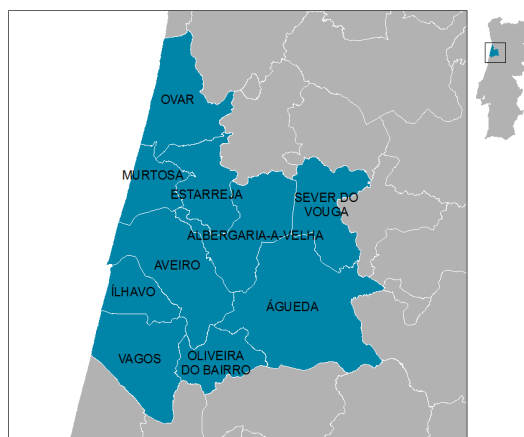 OVAR
MURTOSA
ESTARREJA
SEVER DO
VOUGA
ALBERGARIA-A-VELHA
AVEIRO
ÍLHAVO
ÁGUEDA
VAGOS
OLIVEIRA
DO BAIRRO